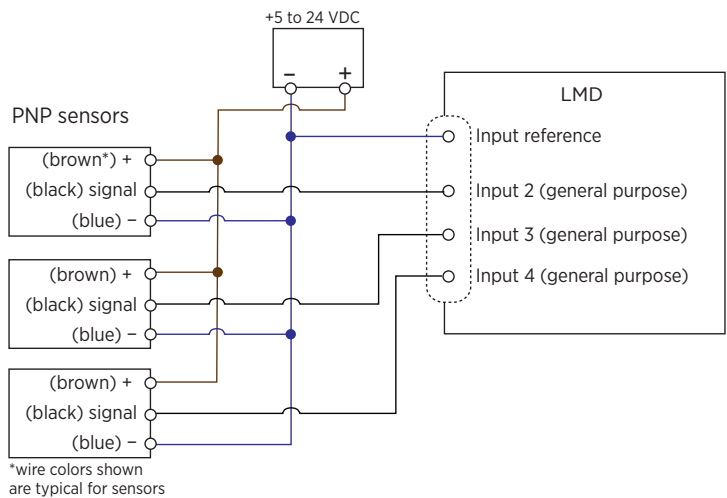 +5 to 24 VDC
− +
PNP sensors
LMD
Input reference
(brown*) +
(black) signal
(blue) −
Input 2 (general purpose)
Input 3 (general purpose)
Input 4 (general purpose)
(brown) +
(black) signal
(blue) −
(brown) +
(black) signal
(blue) −
*wire colors shown
are typical for sensors